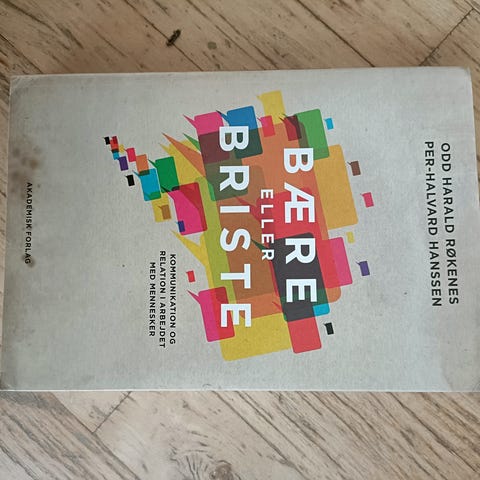 ODD HARALD RØKENES
PER-HALVARD HANSSEN
BÆRE
ELLER
BRISTE
KOMMUNIKATION OG
RELATION I ARBEJDET
MED MENNESKER
AKADEMISK FORLAG